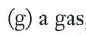 (g) a gas,